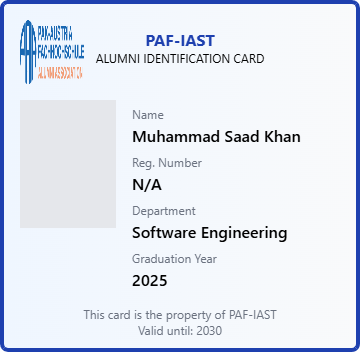 PAK-AUSTRIA
FACHHOCHSCHULE
ALUMNI ASSOCIATION
PAF-IAST
ALUMNI IDENTIFICATION CARD
Name
Muhammad Saad Khan
Reg. Number
N/A
Department
Software Engineering
Graduation Year
2025
This card is the property of PAF-IAST
Valid until: 2030